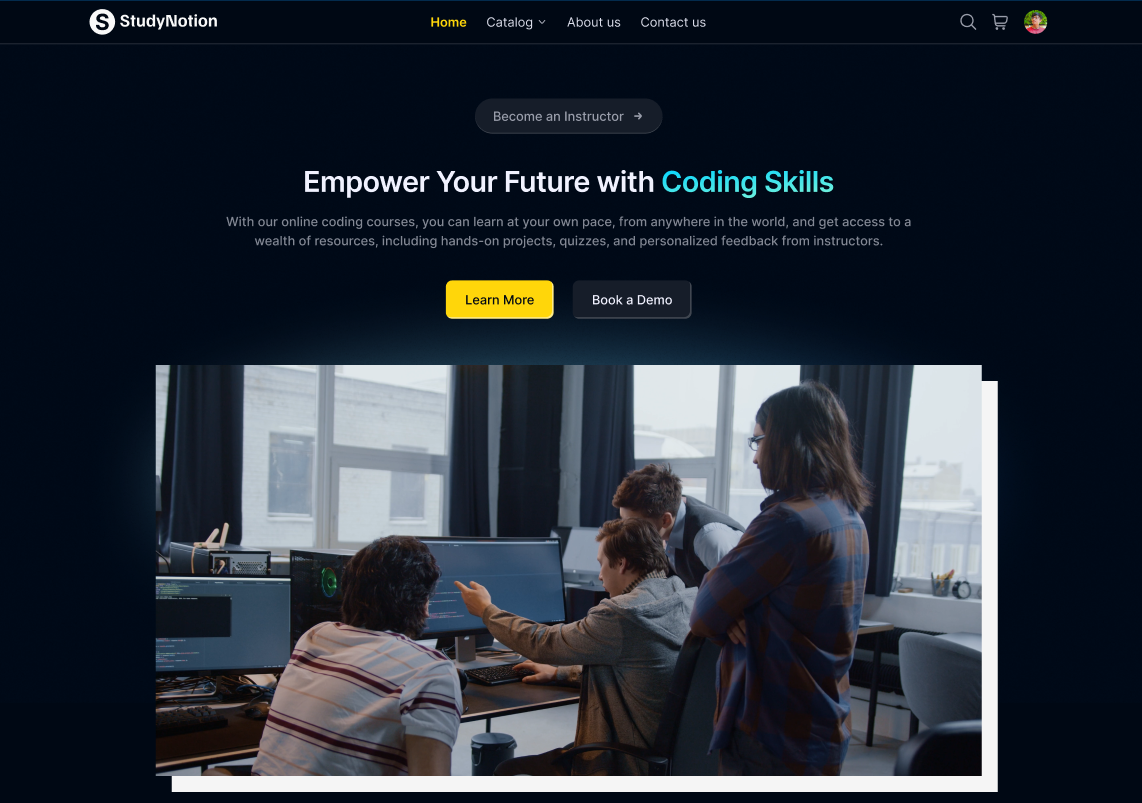 StudyNotion
Home Catalog About us Contact us
Become an Instructor
Empower Your Future with Coding Skills
With our online coding courses, you can learn at your own pace, from anywhere in the world, and get access to a
wealth of resources, including hands-on projects, quizzes, and personalized feedback from instructors.
Learn More Book a Demo